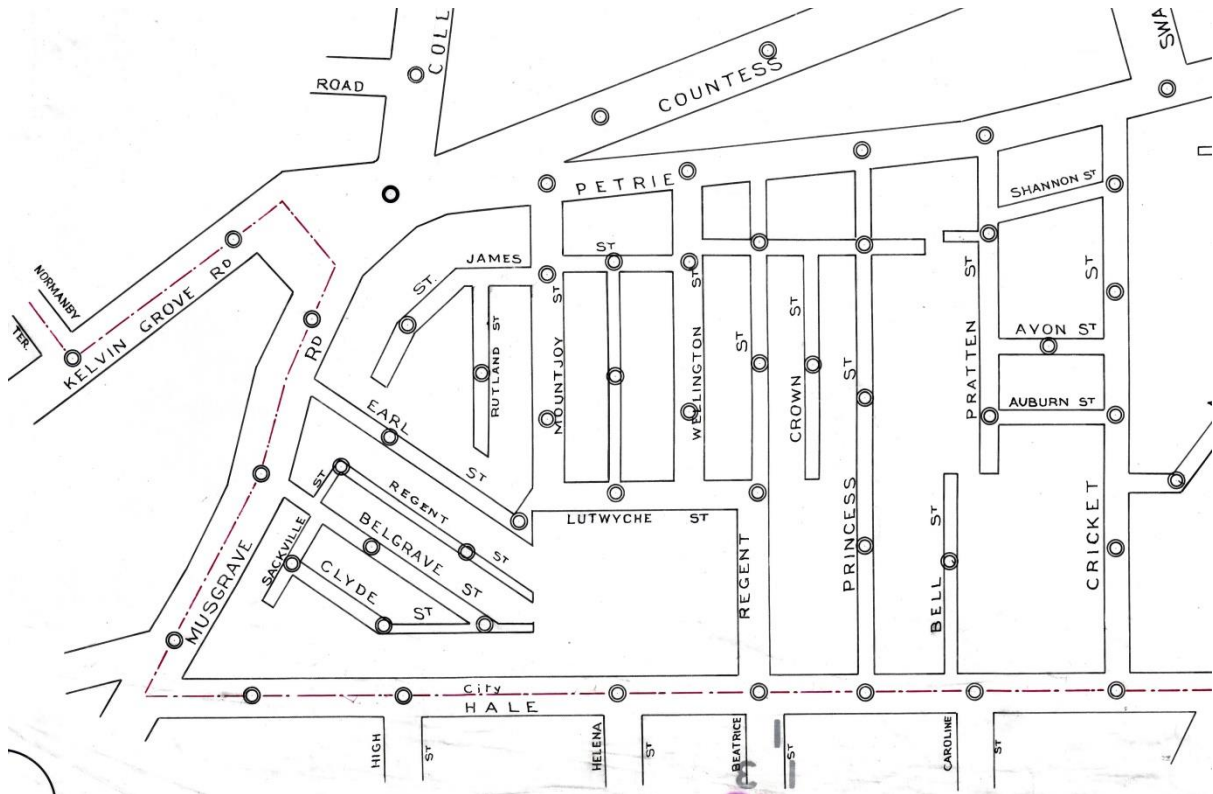 COLL
SWA
ROAD
COUNTESS
PETRIE
SHANNON ST
NORMANBY
TER.
KELVIN GROVE RD
JAMES ST
ST.
RD
RUTLAND ST
MOUNTJOY ST
WELLINGTON ST
ST
CROWN ST
PRINCESS ST
PRATTEN ST
ST
AVON ST
AUBURN ST
EARL ST
REGENT ST
BELGRAVE ST
SACKVILLE ST
CLYDE ST
MUSGRAVE
LUTWYCHE ST
REGENT
BELL ST
CRICKET
City
HALE
HIGH ST
HELENA ST
BEATRICE ST
CAROLINE ST